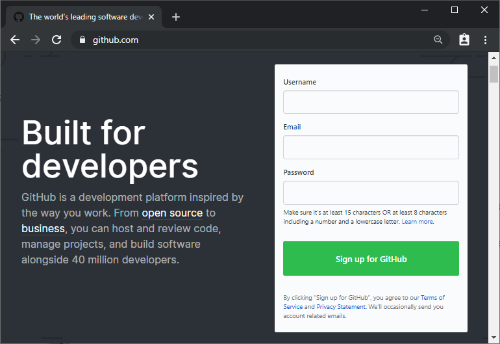 The world's leading software dev
github.com
Built for
developers
GitHub is a development platform inspired by
the way you work. From open source to
business, you can host and review code,
manage projects, and build software
alongside 40 million developers.
Username
Email
Password
Make sure it's at least 15 characters OR at least 8 characters
including a number and a lowercase letter. Learn more.
Sign up for GitHub
By clicking "Sign up for GitHub", you agree to our Terms of
Service and Privacy Statement. We'll occasionally send you
account related emails.